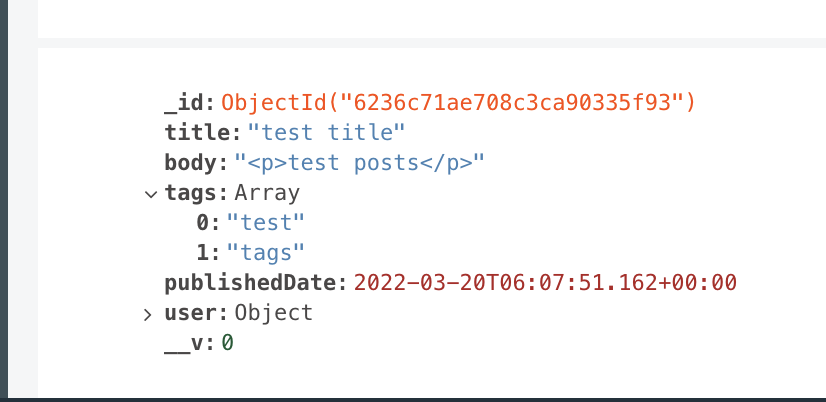 _id: ObjectId("6236c71ae708c3ca90335f93")
title: "test title"
body: "<p>test posts</p>"
tags: Array
0: "test"
1: "tags"
publishedDate: 2022-03-20T06:07:51.162+00:00
user: Object
__v: 0